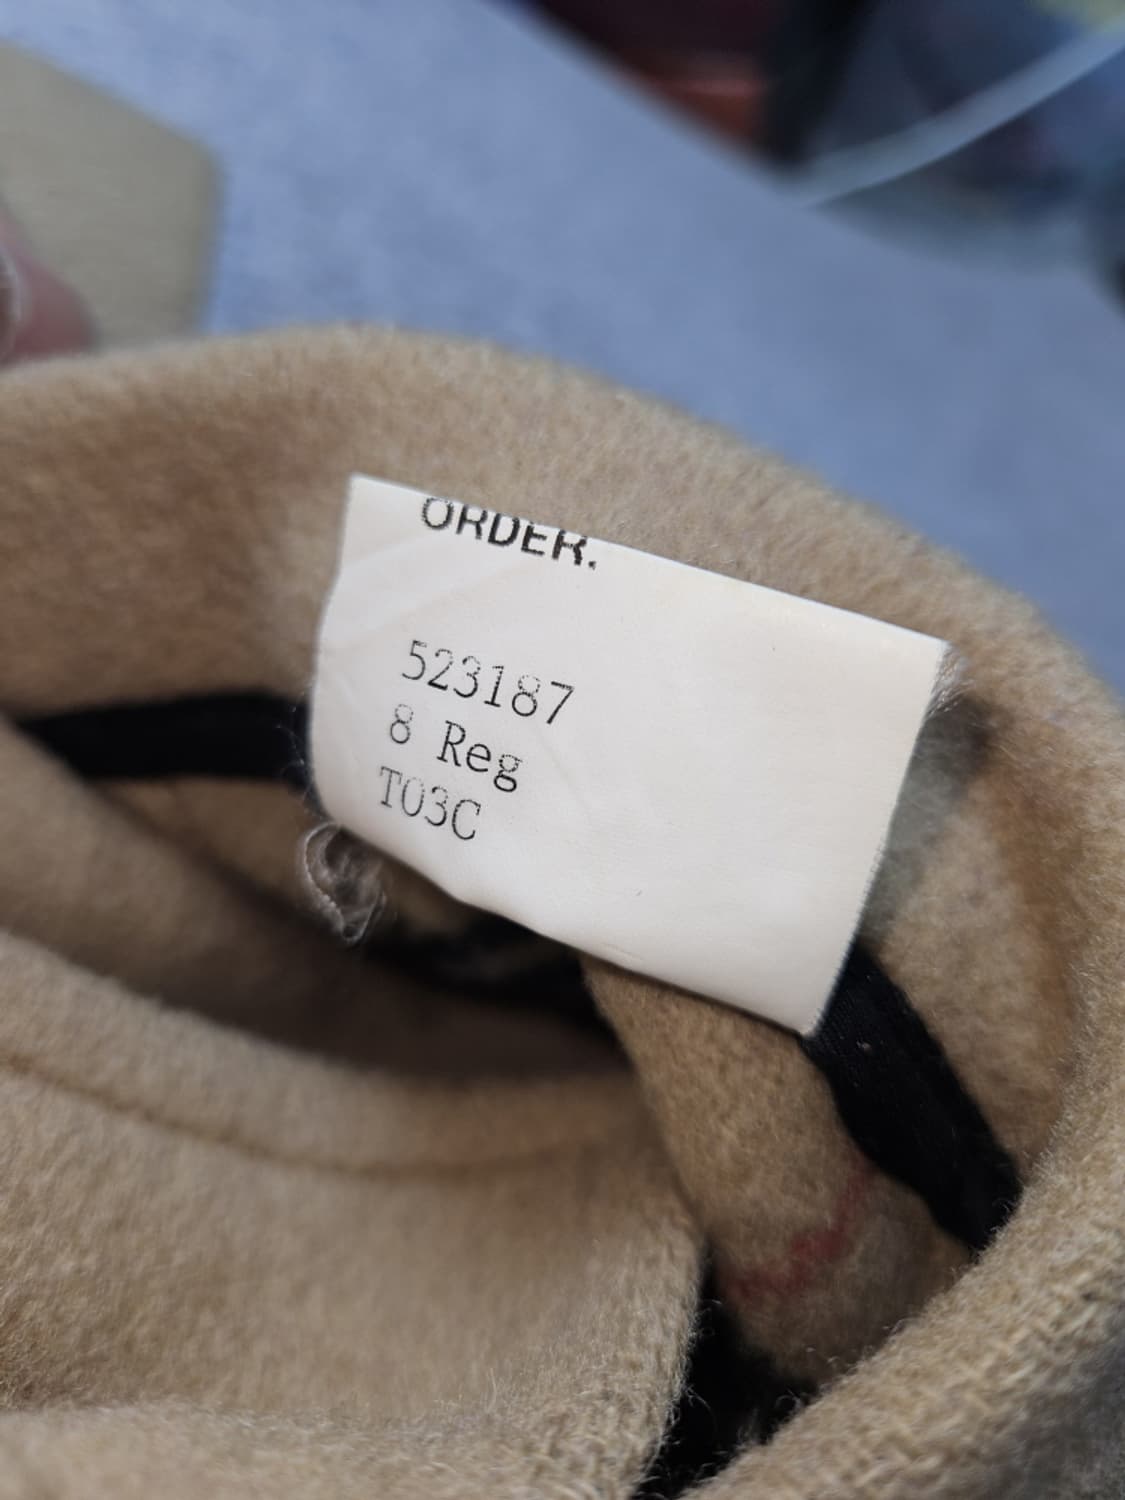 ORDER.
523187
8 Reg
T03C